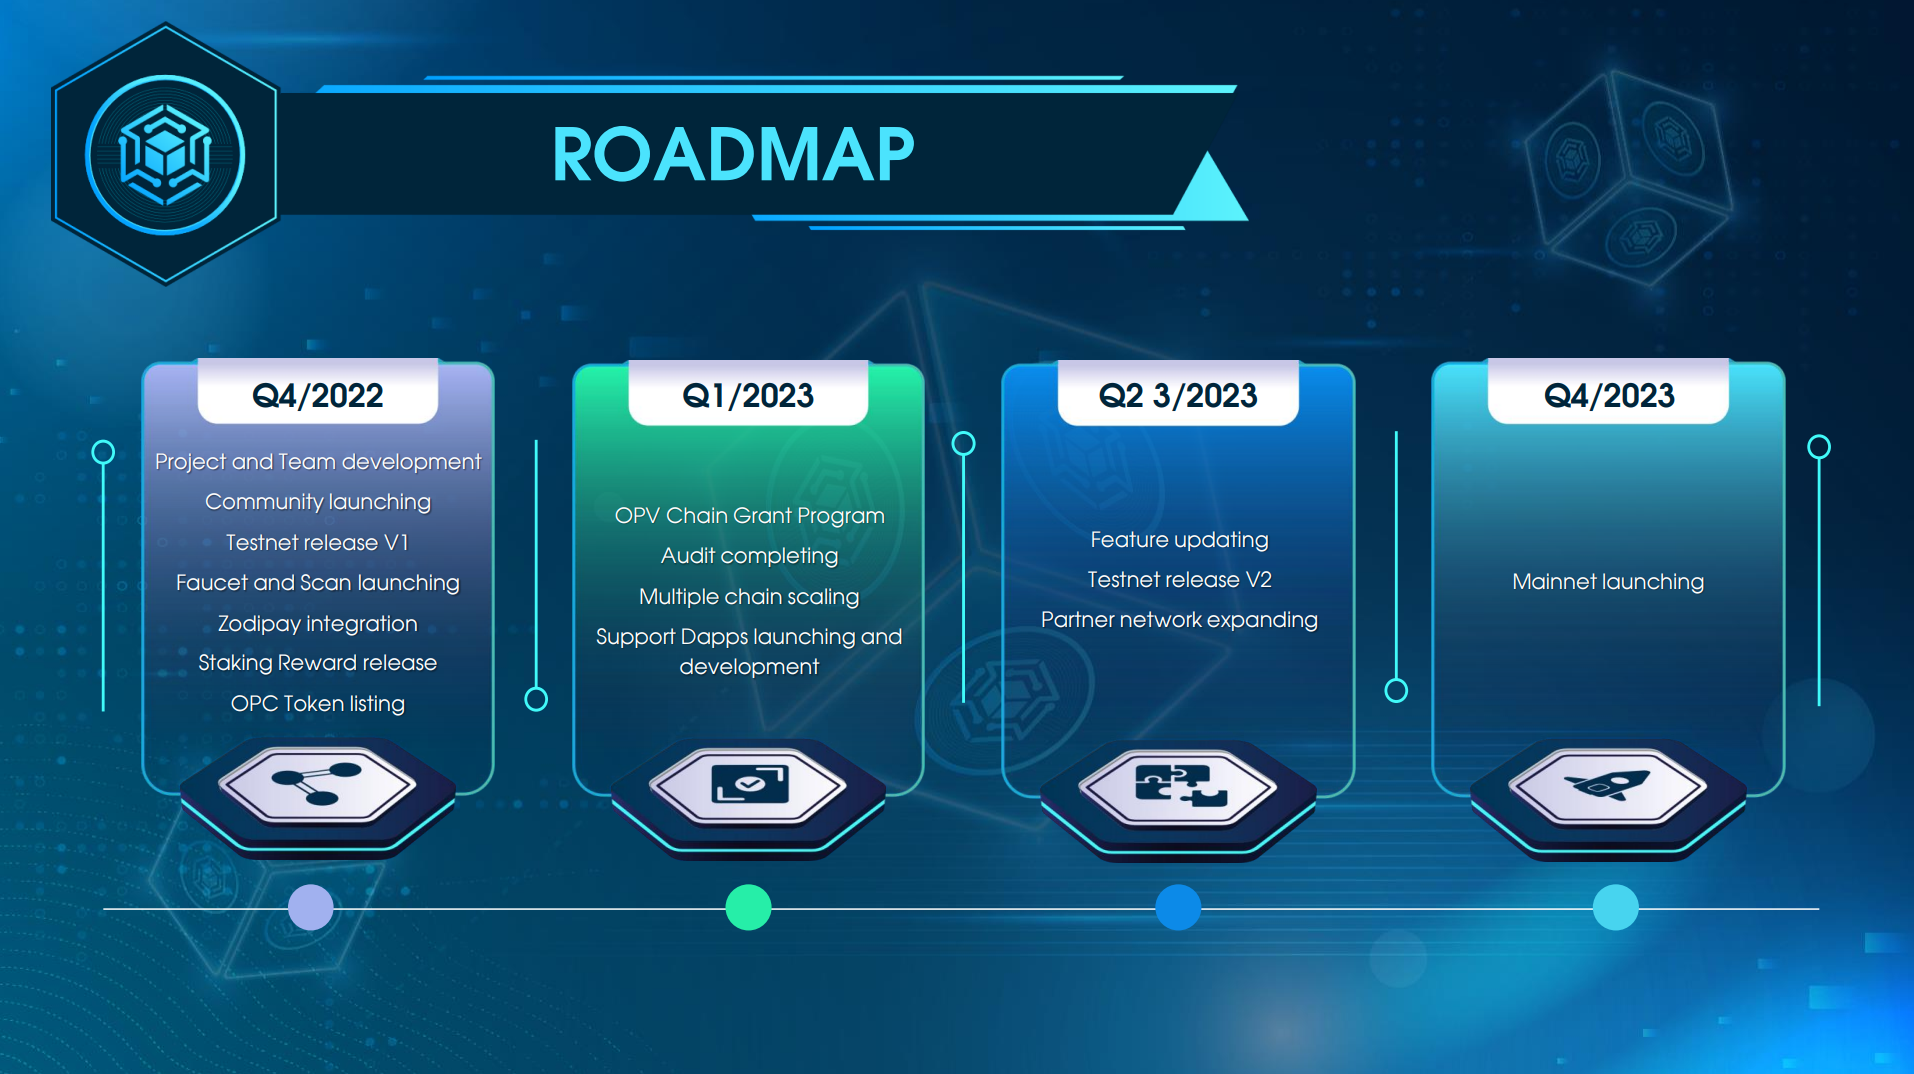 ROADMAP
Q4/2022
Project and Team development
Community launching
Testnet release V1
Faucet and Scan launching
Zodipay integration
Staking Reward release
OPC Token listing
Q1/2023
OPV Chain Grant Program
Audit completing
Multiple chain scaling
Support Dapps launching and
development
Q2 3/2023
Feature updating
Testnet release V2
Partner network expanding
Q4/2023
Mainnet launching